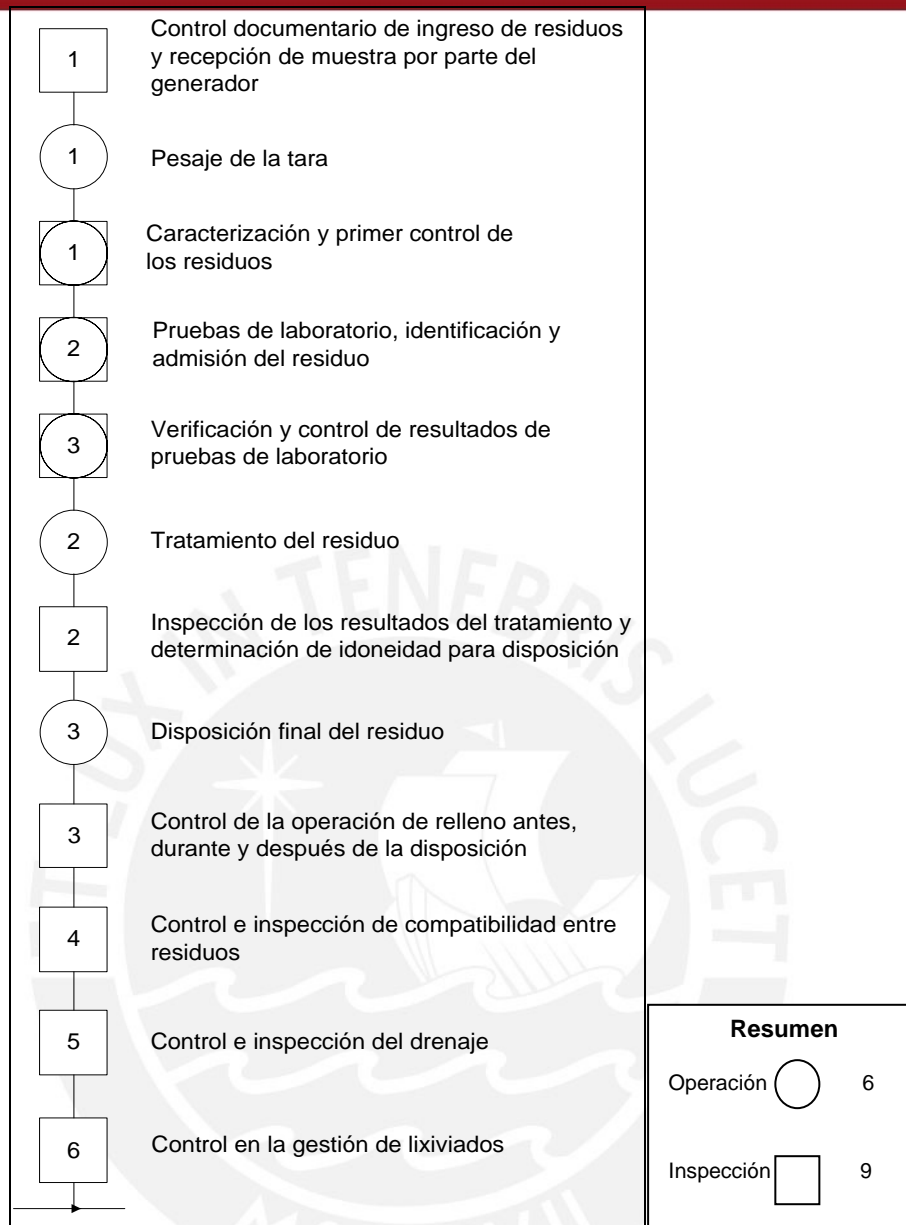 1
Control documentario de ingreso de residuos
y recepción de muestra por parte del
generador
1
Pesaje de la tara
1
Caracterización y primer control de
los residuos
2
Pruebas de laboratorio, identificación y
admisión del residuo
3
Verificación y control de resultados de
pruebas de laboratorio
2
Tratamiento del residuo
2
Inspección de los resultados del tratamiento y
determinación de idoneidad para disposición
3
Disposición final del residuo
3
Control de la operación de relleno antes,
durante y después de la disposición
4
Control e inspección de compatibilidad entre
residuos
5
Control e inspección del drenaje
6
Control en la gestión de lixiviados
Resumen
Operación 6
Inspección 9
ET LUX IN TENEBRIS LUCET